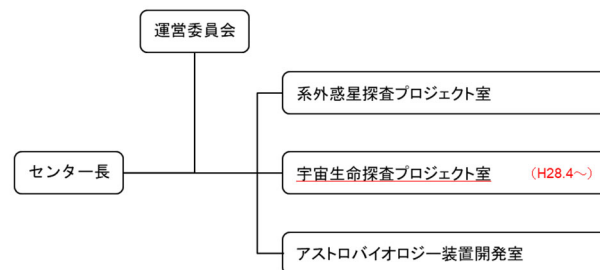 運営委員会
系外惑星探査プロジェクト室
センター長
宇宙生命探査プロジェクト室 (H28.4～)
アストロバイオロジー装置開発室